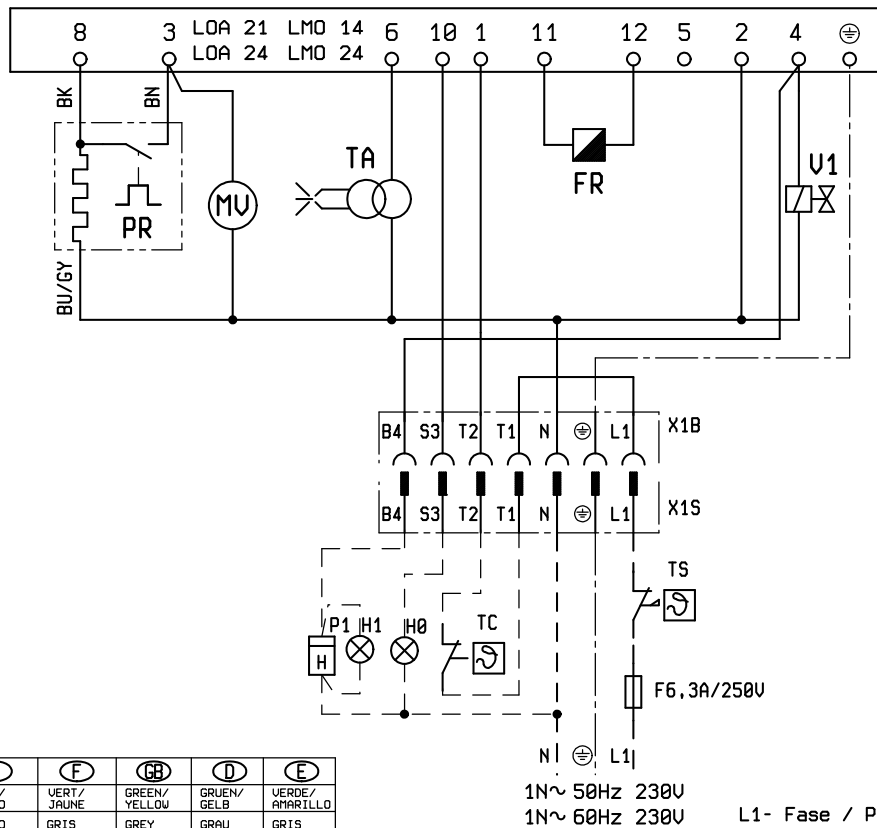 8 3 LOA 21 LMO 14 6 10 1 11 12 5 2 4
LOA 24 LMO 24
BK BN
TA
V1
MV
FR
PR
BU/GY
B4 S3 T2 T1 N L1 X1B
B4 S3 T2 T1 N L1 X1S
TS
P1 H1 H0 TC
H
F6,3A/250V
N L1
F GB D E
VERT/ GREEN/ GRUEN/ VERDE/
JAUNE YELLOW GELB AMARILLO
GRIS GREY GRAU GRIS
1N~ 50Hz 230V
1N~ 60Hz 230V
L1- Fase / P